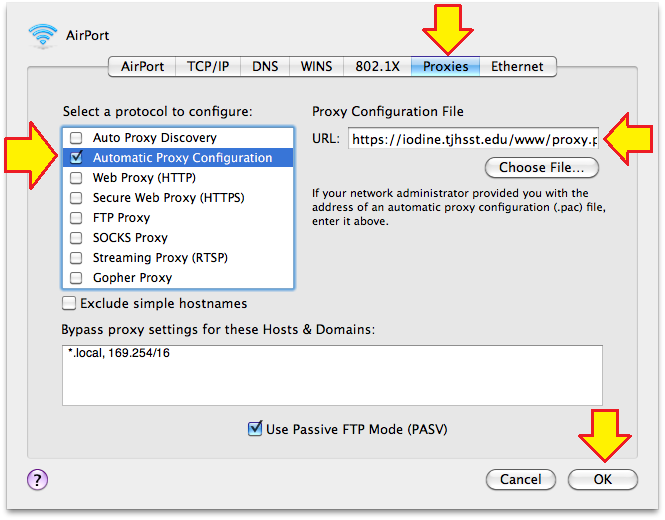 AirPort
AirPort TCP/IP DNS WINS 802.1X Proxies Ethernet
Select a protocol to configure:
Auto Proxy Discovery
Automatic Proxy Configuration
Web Proxy (HTTP)
Secure Web Proxy (HTTPS)
FTP Proxy
SOCKS Proxy
Streaming Proxy (RTSP)
Gopher Proxy
Exclude simple hostnames
Proxy Configuration File
URL: https://iodine.tjhsst.edu/www/proxy.p
Choose File...
If your network administrator provided you with the
address of an automatic proxy configuration (.pac) file,
enter it above.
Bypass proxy settings for these Hosts & Domains:
*.local, 169.254/16
Use Passive FTP Mode (PASV)
?
Cancel OK